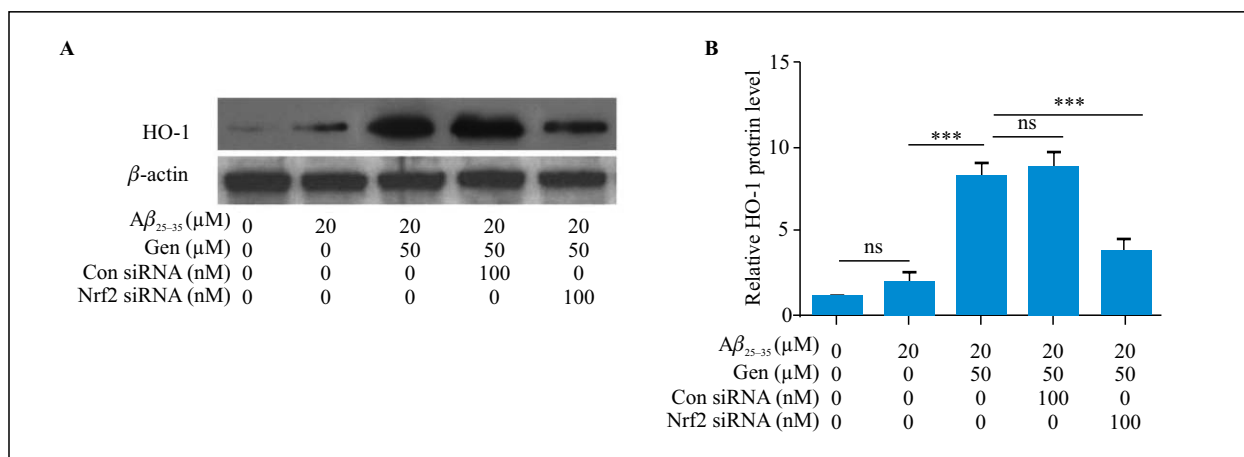 A
HO-1
β-actin
Aβ25–35 (µM) 0 20 20 20 20
Gen (µM) 0 0 50 50 50
Con siRNA (nM) 0 0 0 100 0
Nrf2 siRNA (nM) 0 0 0 0 100
B
Relative HO-1 protrin level
15
10
5
0
ns
***
ns
***
Aβ25–35 (µM) 0 20 20 20 20
Gen (µM) 0 0 50 50 50
Con siRNA (nM) 0 0 0 100 0
Nrf2 siRNA (nM) 0 0 0 0 100